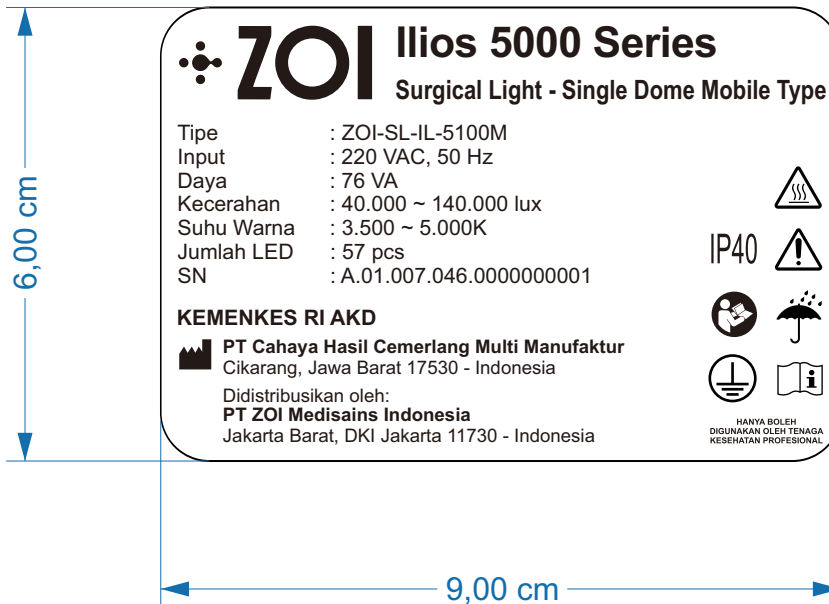 ZOI
Ilios 5000 Series
Surgical Light - Single Dome Mobile Type
Tipe : ZOI-SL-IL-5100M
Input : 220 VAC, 50 Hz
Daya : 76 VA
Kecerahan : 40.000 ~ 140.000 lux
Suhu Warna : 3.500 ~ 5.000K
Jumlah LED : 57 pcs
SN : A.01.007.046.0000000001
IP40
KEMENKES RI AKD
PT Cahaya Hasil Cemerlang Multi Manufaktur
Cikarang, Jawa Barat 17530 - Indonesia
Didistribusikan oleh:
PT ZOI Medisains Indonesia
Jakarta Barat, DKI Jakarta 11730 - Indonesia
i
HANYA BOLEH
DIGUNAKAN OLEH TENAGA
KESEHATAN PROFESIONAL
6,00 cm
9,00 cm